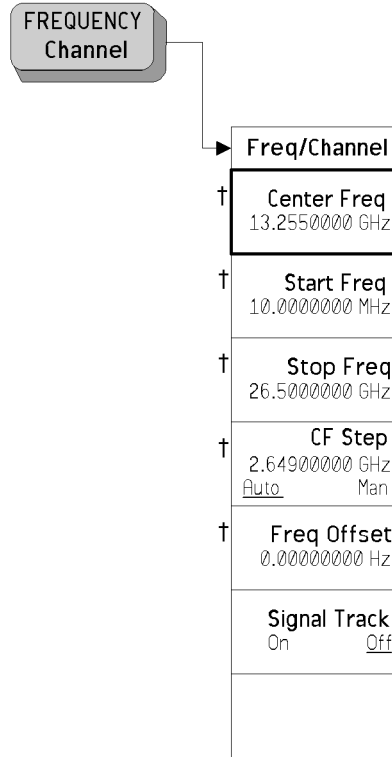 FREQUENCY
Channel
Freq/Channel
† Center Freq
13.2550000 GHz
† Start Freq
10.0000000 MHz
† Stop Freq
26.5000000 GHz
† CF Step
2.64900000 GHz
Auto Man
† Freq Offset
0.00000000 Hz
Signal Track
On Off